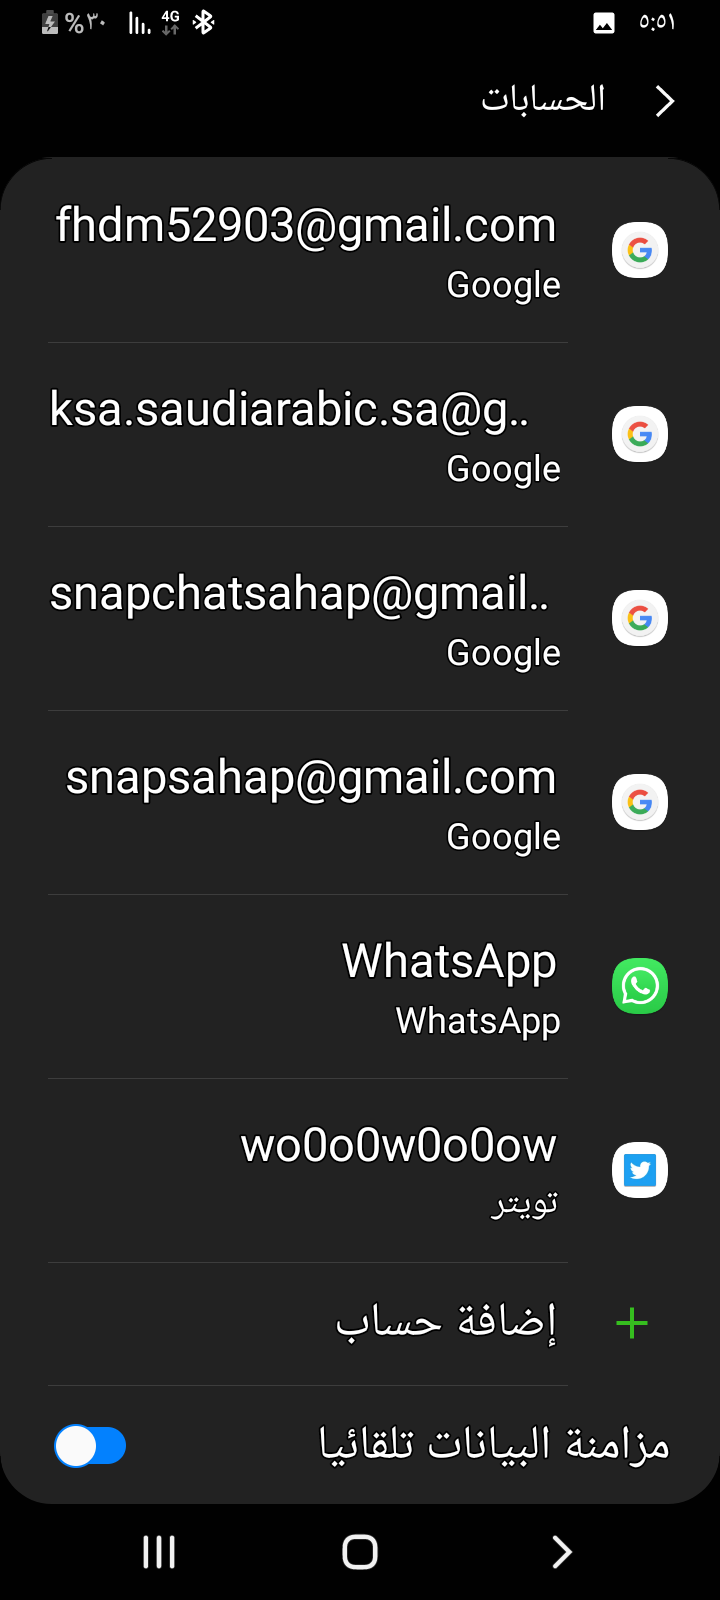 ٥:٥١
%٣٠
4G
الحسابات
fhdm52903@gmail.com
Google
ksa.saudiarabic.sa@g..
Google
snapchatsahap@gmail..
Google
snapsahap@gmail.com
Google
WhatsApp
WhatsApp
wo0o0w0o0ow
تويتر
إضافة حساب
مزامنة البيانات تلقائيا